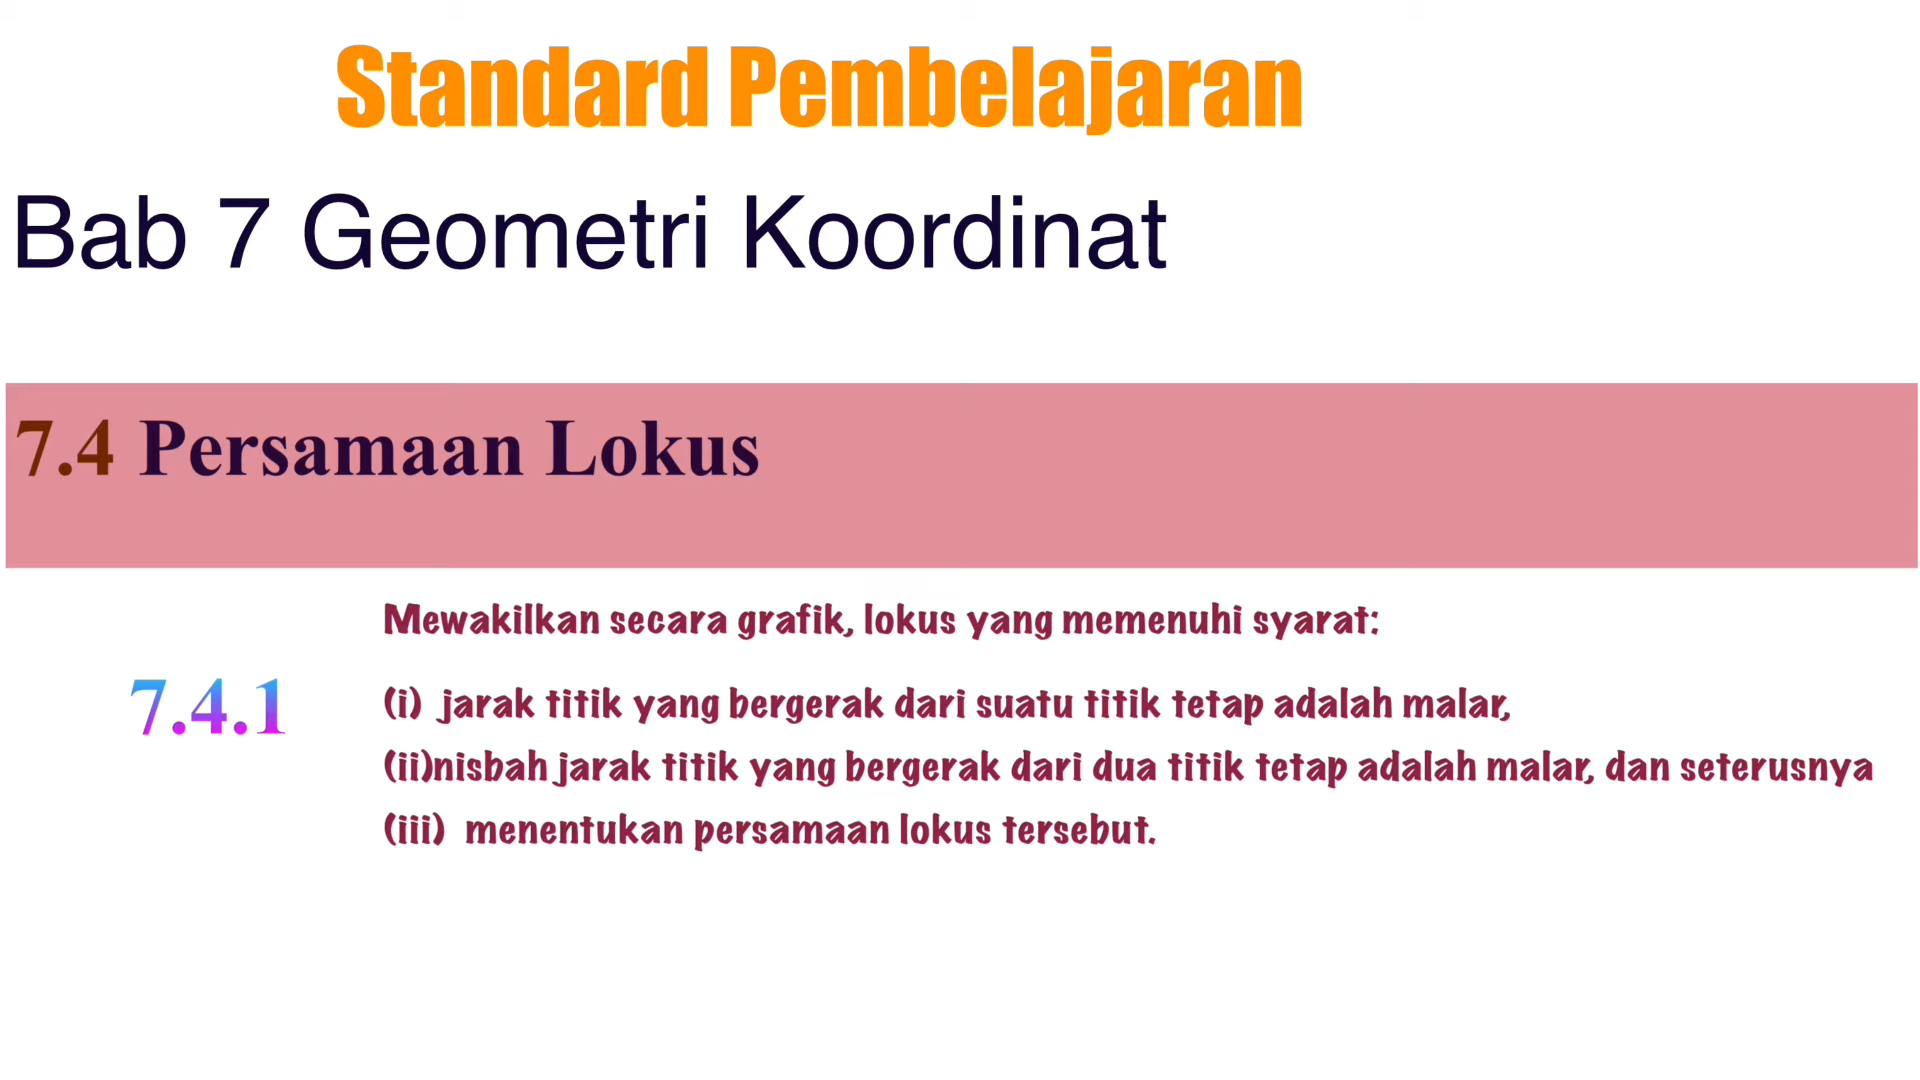 Standard Pembelajaran
Bab 7 Geometri Koordinat
7.4 Persamaan Lokus
Mewakilkan secara grafik, lokus yang memenuhi syarat:
7.4.1
(i) jarak titik yang bergerak dari suatu titik tetap adalah malar,
(ii)nisbah jarak titik yang bergerak dari dua titik tetap adalah malar, dan seterusnya
(iii) menentukan persamaan lokus tersebut.